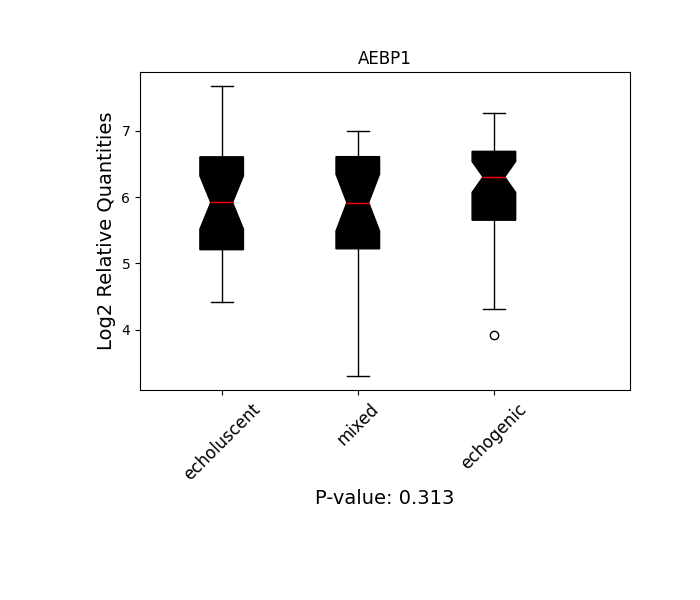 AEBP1
Log2 Relative Quantities
7
6
5
4
echoluscent
mixed
echogenic
P-value: 0.313